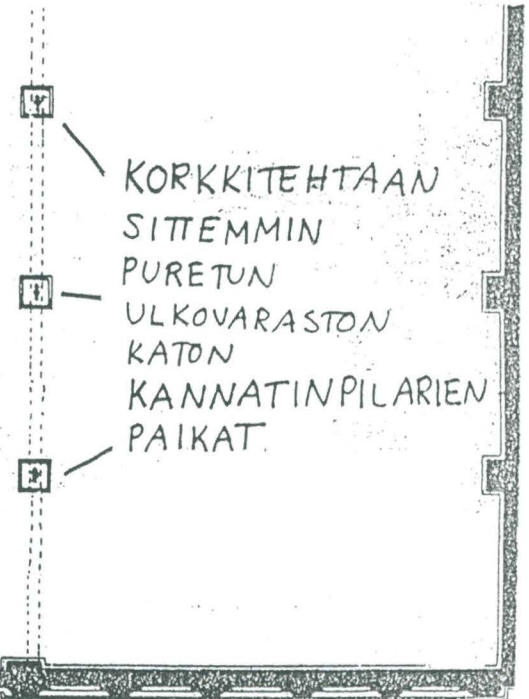 KORKKITEHTAAN
SITTEMMIN
PURETUN
ULKOVARASTON
KATON
KANNATINPILARIEN
PAIKAT